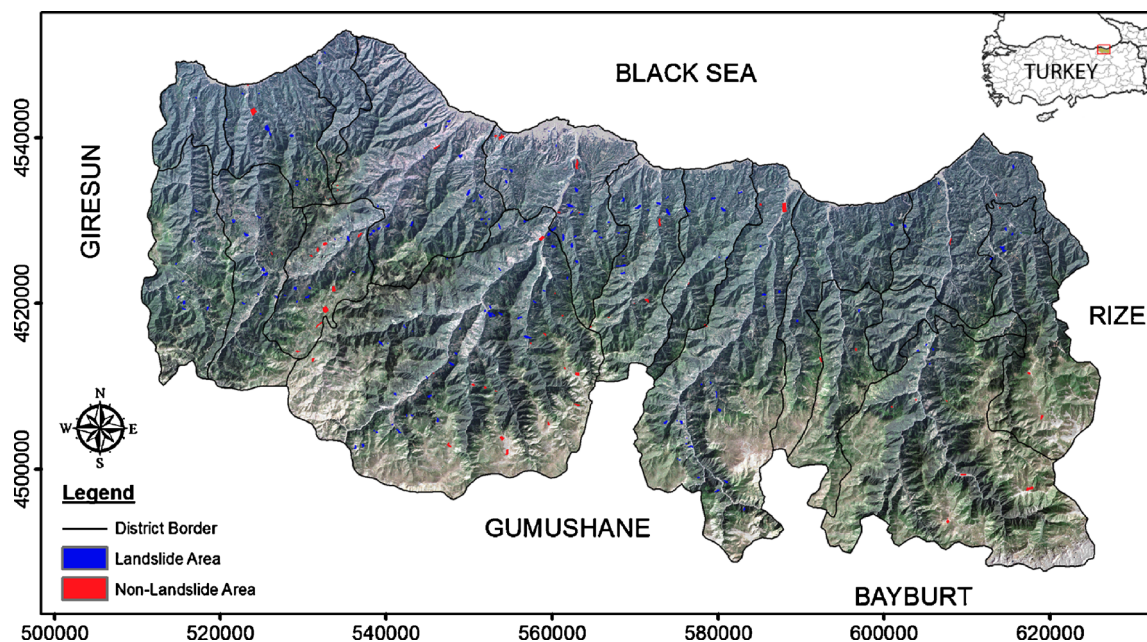 BLACK SEA
TURKEY
GIRESUN
RIZE
GUMUSHANE
BAYBURT
4540000
4520000
4500000
N
W
E
S
Legend
District Border
Landslide Area
Non-Landslide Area
500000
520000
540000
560000
580000
600000
620000